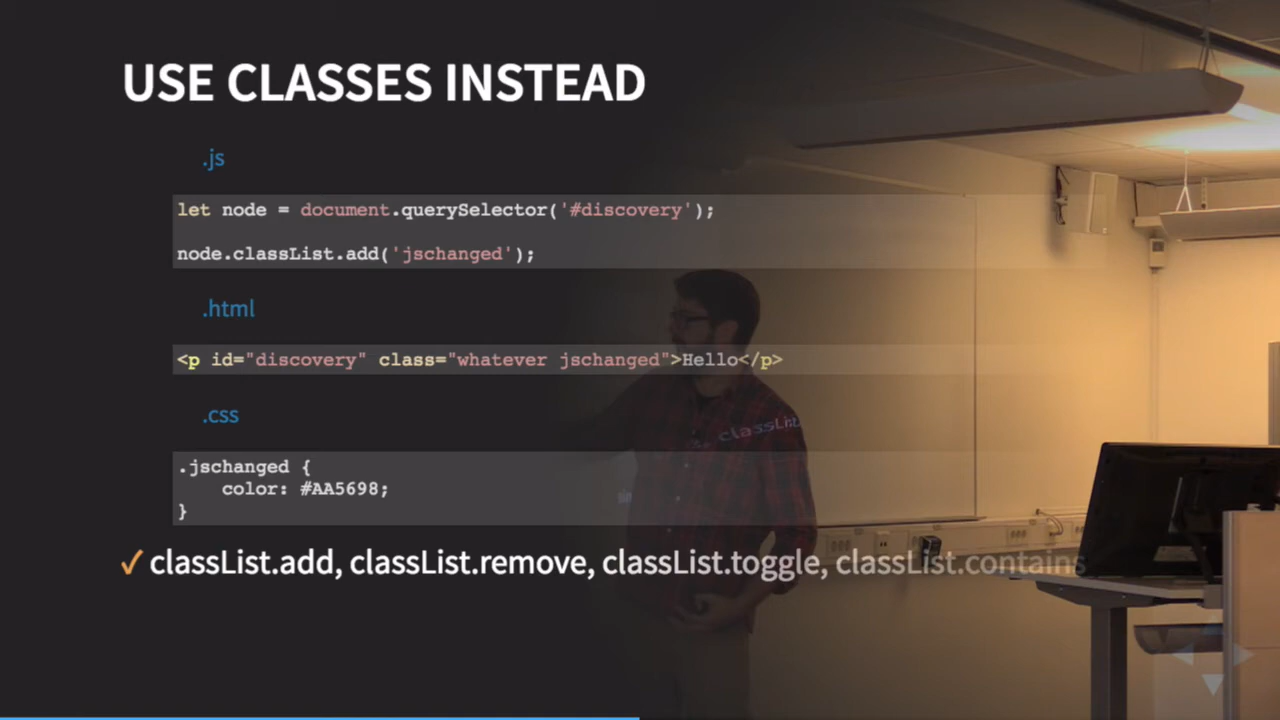 USE CLASSES INSTEAD
.js
let node = document.querySelector('#discovery');
node.classList.add('jschanged');
.html
<p id="discovery" class="whatever jschanged">Hello</p>
.css
.jschanged {
color: #AA5698;
}
✓ classList.add, classList.remove, classList.toggle, classList.contains